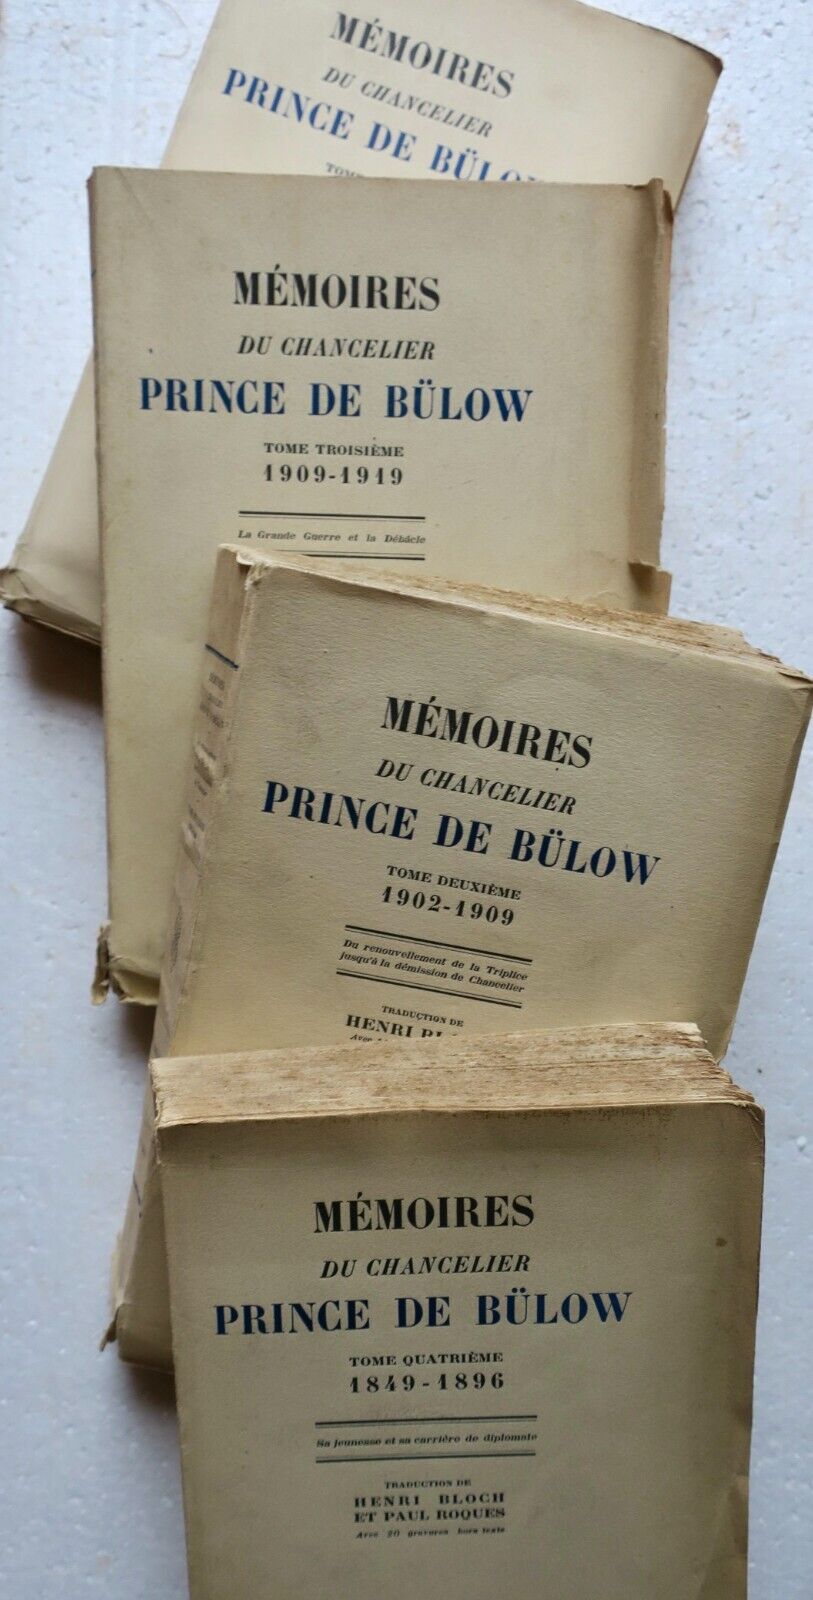 MÉMOIRES
DU CHANCELIER
PRINCE DE BÜLOW
TOME
MÉMOIRES
DU CHANCELIER
PRINCE DE BÜLOW
TOME TROISIÈME
1909-1919
La Grande Guerre et la Débâcle
MÉMOIRES
DU CHANCELIER
PRINCE DE BÜLOW
TOME DEUXIÈME
1902-1909
Du renouvellement de la Triplice
jusqu'à la démission de Chancelier
TRADUCTION DE
HENRI
Avec
MÉMOIRES
DU CHANCELIER
PRINCE DE BÜLOW
TOME QUATRIÈME
1849-1896
Sa jeunesse et sa carrière de diplomate
TRADUCTION DE
HENRI BLOCH
ET PAUL ROQUES
Avec 20 gravures hors texte